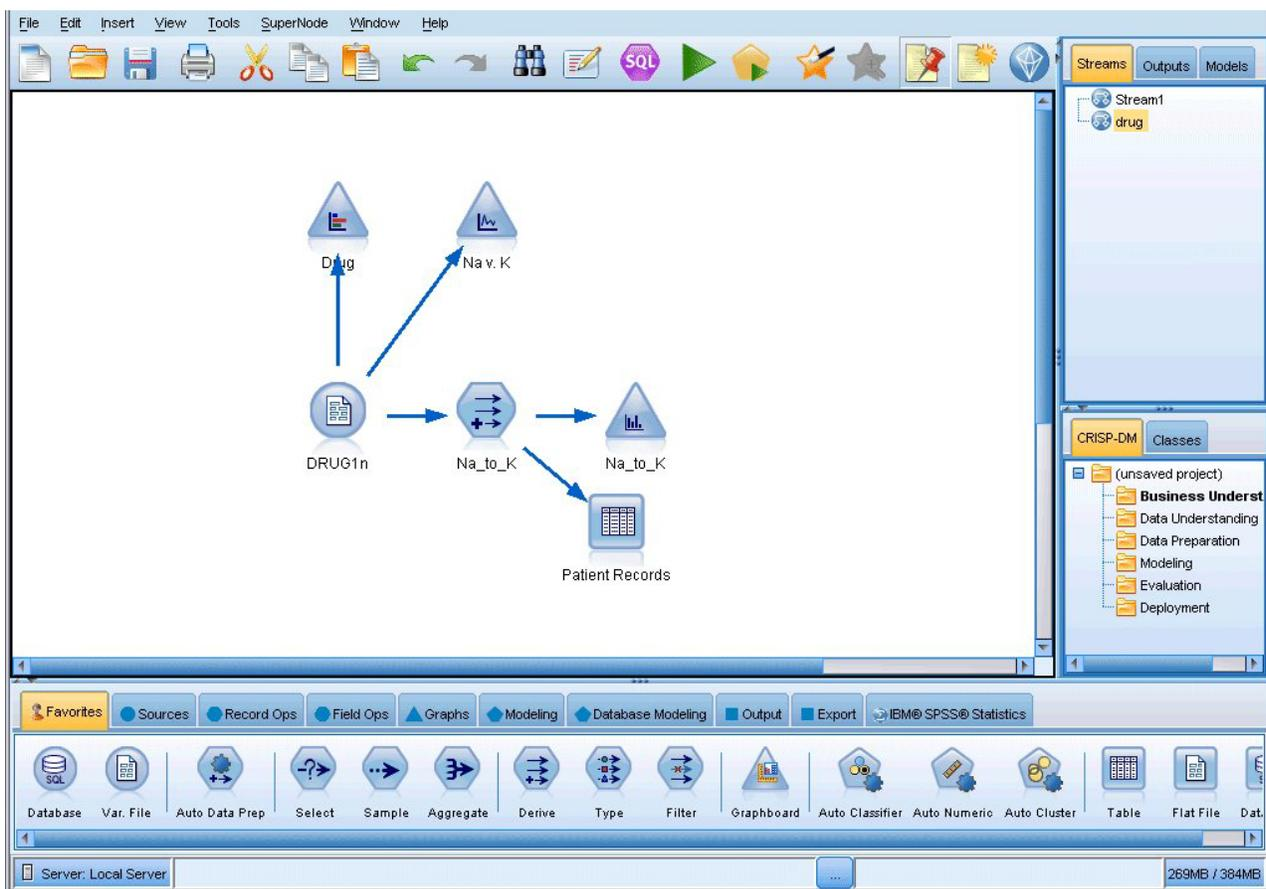 File Edit Insert View Tools SuperNode Window Help
SQL
Streams Outputs Models
Stream1
drug
Drug
Na v. K
DRUG1n
Na_to_K
Na_to_K
Patient Records
CRISP-DM Classes
(unsaved project)
Business Underst
Data Understanding
Data Preparation
Modeling
Evaluation
Deployment
Favorites Sources Record Ops Field Ops Graphs Modeling Database Modeling Output Export IBM® SPSS® Statistics
SQL
Database Var. File Auto Data Prep Select Sample Aggregate Derive Type Filter Graphboard Auto Classifier Auto Numeric Auto Cluster Table Flat File Dat
Server: Local Server ... 269MB / 384MB